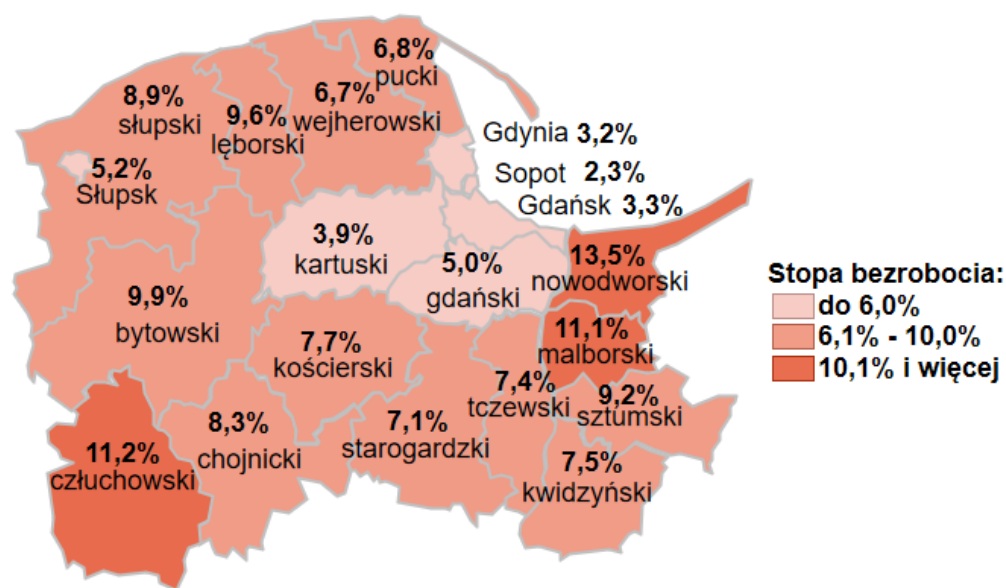 6,8%
pucki
8,9%
słupski
9,6%
lęborski
6,7%
wejherowski
Gdynia 3,2%
Sopot 2,3%
Gdańsk 3,3%
5,2%
Słupsk
3,9%
kartuski
5,0%
gdański
13,5%
nowodworski
9,9%
bytowski
7,7%
kościerski
11,1%
malborski
7,4%
tczewski
9,2%
sztumski
11,2%
człuchowski
8,3%
chojnicki
7,1%
starogardzki
7,5%
kwidzyński
Stopa bezrobocia:
do 6,0%
6,1% - 10,0%
10,1% i więcej